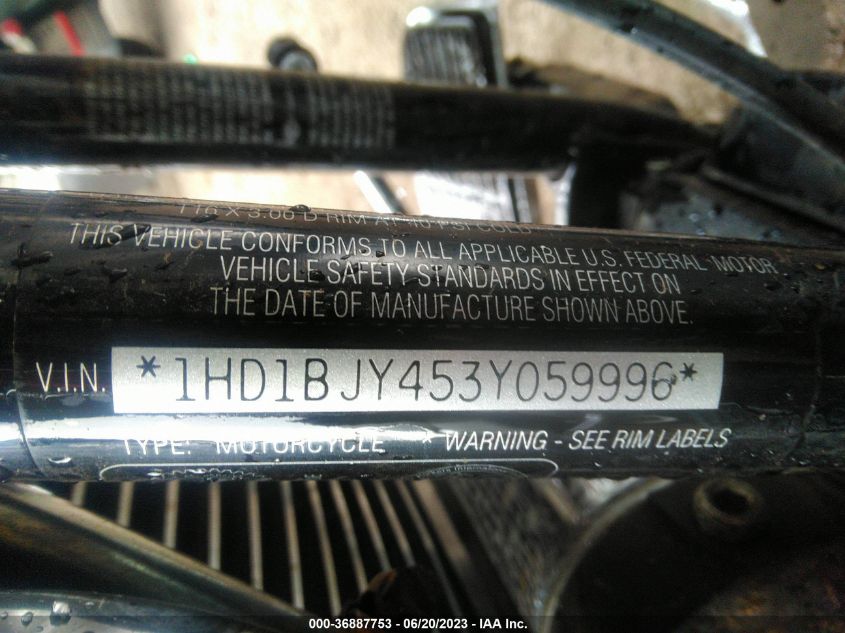 THIS VEHICLE CONFORMS TO ALL APPLICABLE U.S. FEDERAL MOTOR
VEHICLE SAFETY STANDARDS IN EFFECT ON
THE DATE OF MANUFACTURE SHOWN ABOVE.
V.I.N. *1HD1BJY453Y059996*
TYPE: MOTORCYCLE * WARNING - SEE RIM LABELS
000-36887753 - 06/20/2023 - IAA Inc.